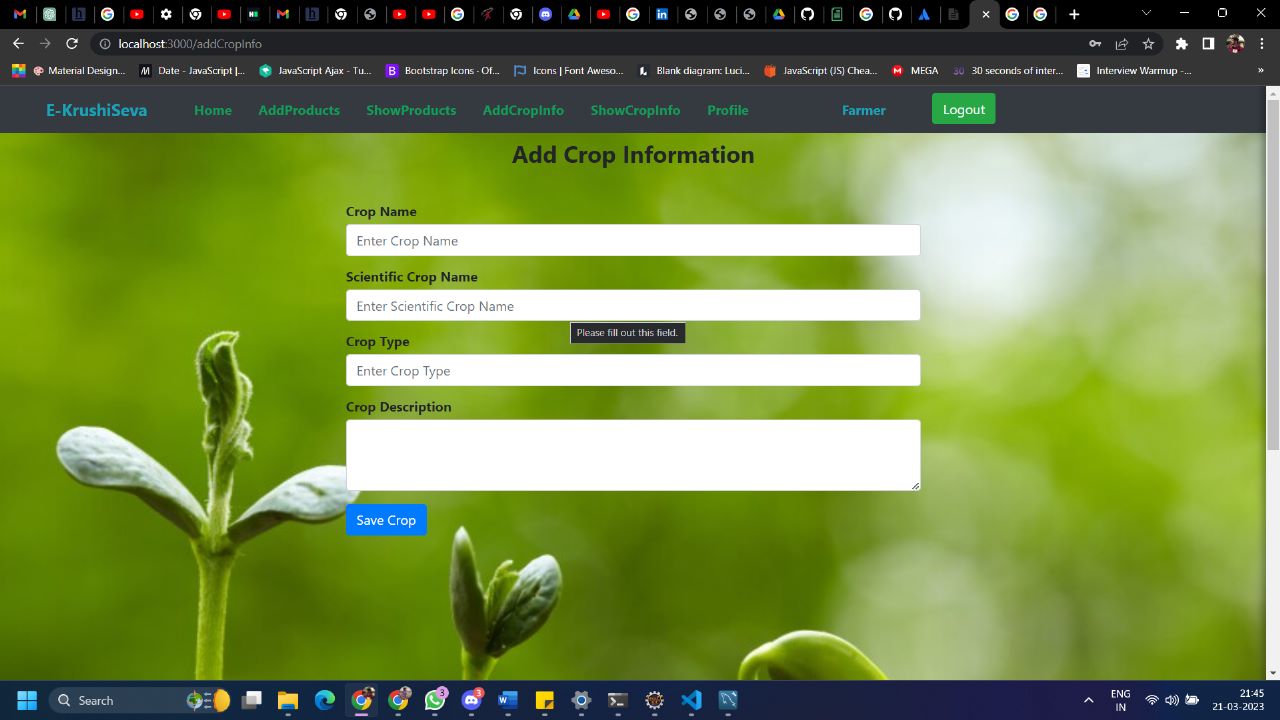 localhost:3000/addCropInfo
Material Design...
Date - JavaScript |...
JavaScript Ajax - Tu...
Bootstrap Icons · Of...
Icons | Font Aweso...
Blank diagram: Luci...
JavaScript (JS) Chea...
MEGA
30 30 seconds of inter...
Interview Warmup -...
»
E-KrushiSeva
Home
AddProducts
ShowProducts
AddCropInfo
ShowCropInfo
Profile
Farmer
Logout
Add Crop Information
Crop Name
Enter Crop Name
Scientific Crop Name
Enter Scientific Crop Name
Please fill out this field.
Crop Type
Enter Crop Type
Crop Description
Save Crop
Search
3
3
ENG
IN
21:45
21-03-2023